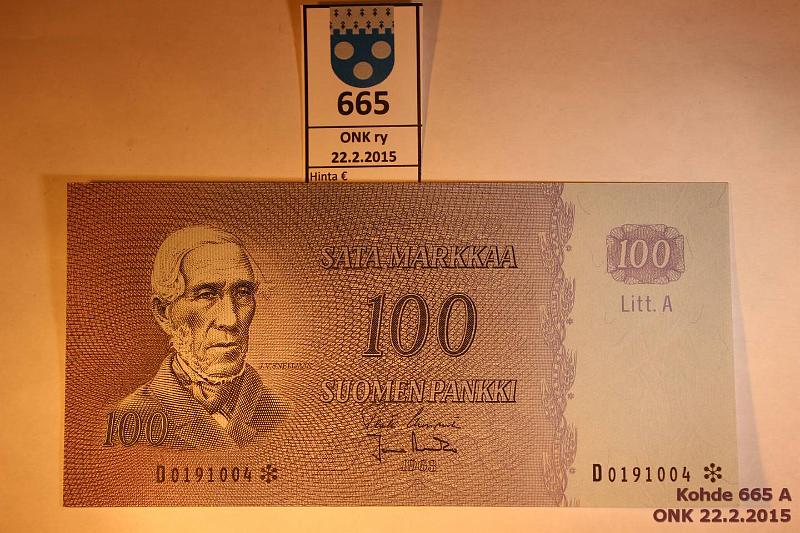 665
ONK ry
22.2.2015
Hinta €
SATA MARKKAA
100
SUOMEN PANKKI
1963
100
D0191004 *
100
Litt. A
D0191004 *
Kohde 665 A
ONK 22.2.2015